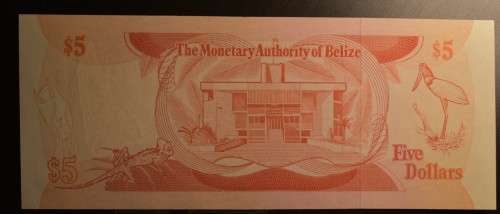 $5
The Monetary Authority of Belize
$5
$5
Five
Dollars